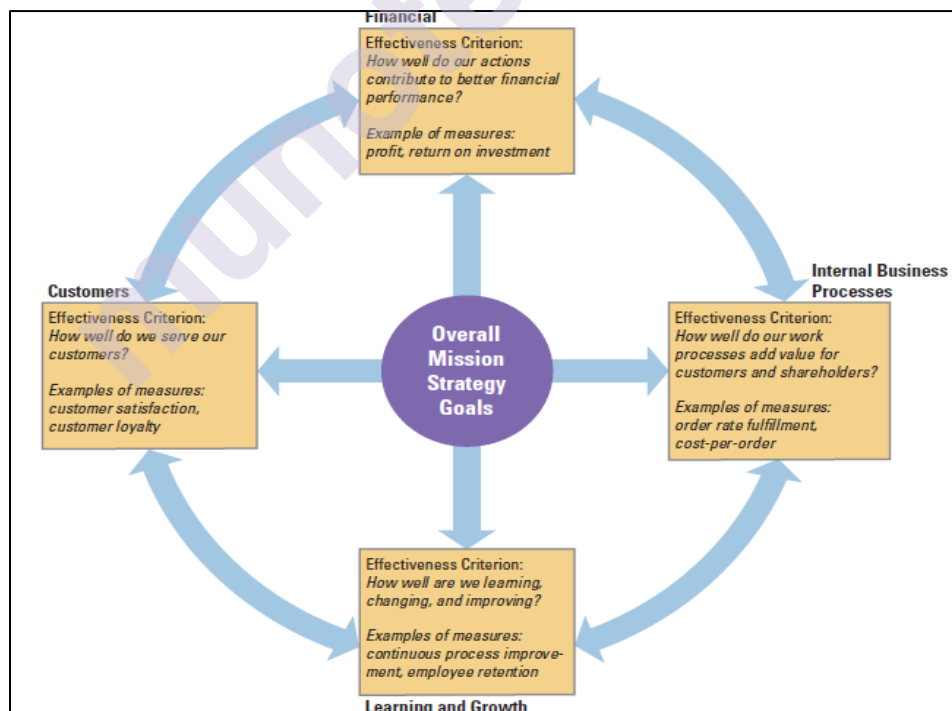 Financial
Effectiveness Criterion:
How well do our actions
contribute to better financial
performance?
Example of measures:
profit, return on investment
Customers
Effectiveness Criterion:
How well do we serve our
customers?
Examples of measures:
customer satisfaction,
customer loyalty
Overall
Mission
Strategy
Goals
Internal Business
Processes
Effectiveness Criterion:
How well do our work
processes add value for
customers and shareholders?
Examples of measures:
order rate fulfillment,
cost-per-order
Effectiveness Criterion:
How well are we learning,
changing, and improving?
Examples of measures:
continuous process improve-
ment, employee retention
Learning and Growth